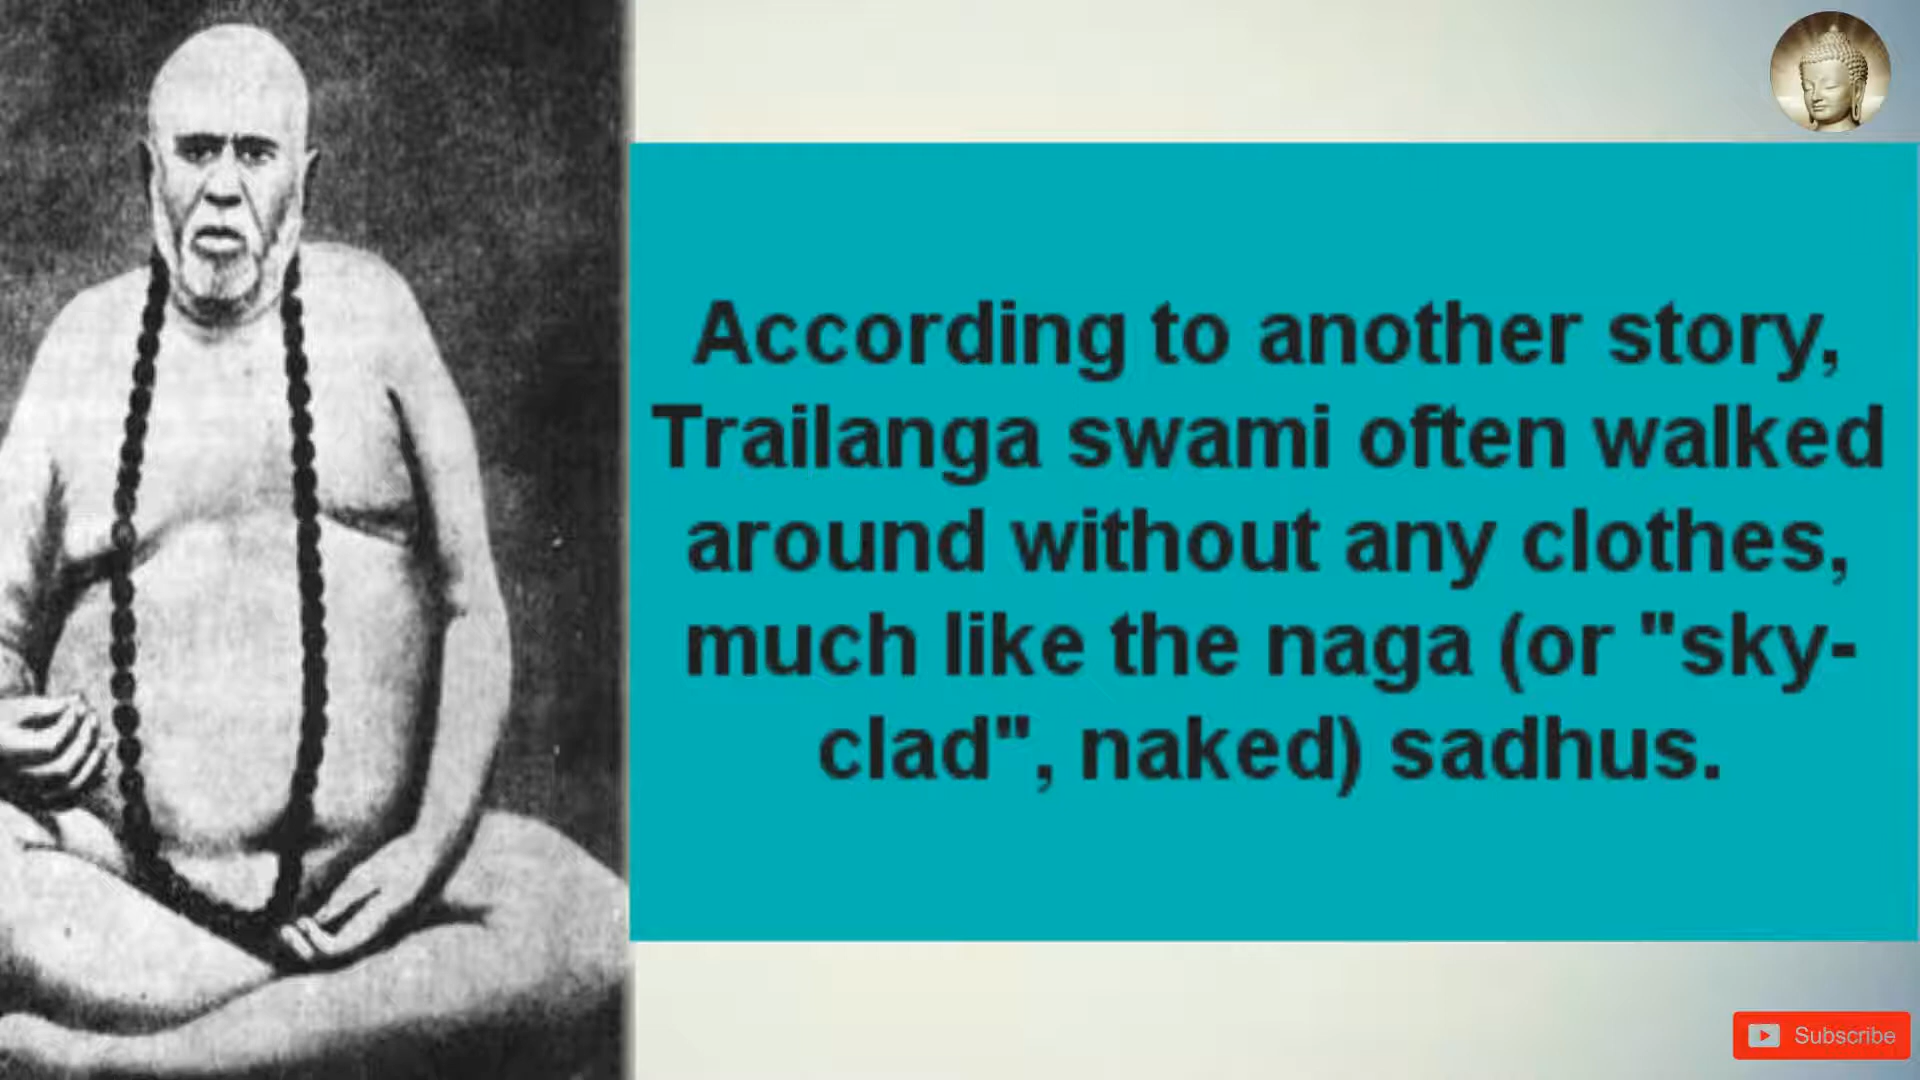 According to another story,
Trailanga swami often walked
around without any clothes,
much like the naga (or "sky-
clad", naked) sadhus.
Subscribe